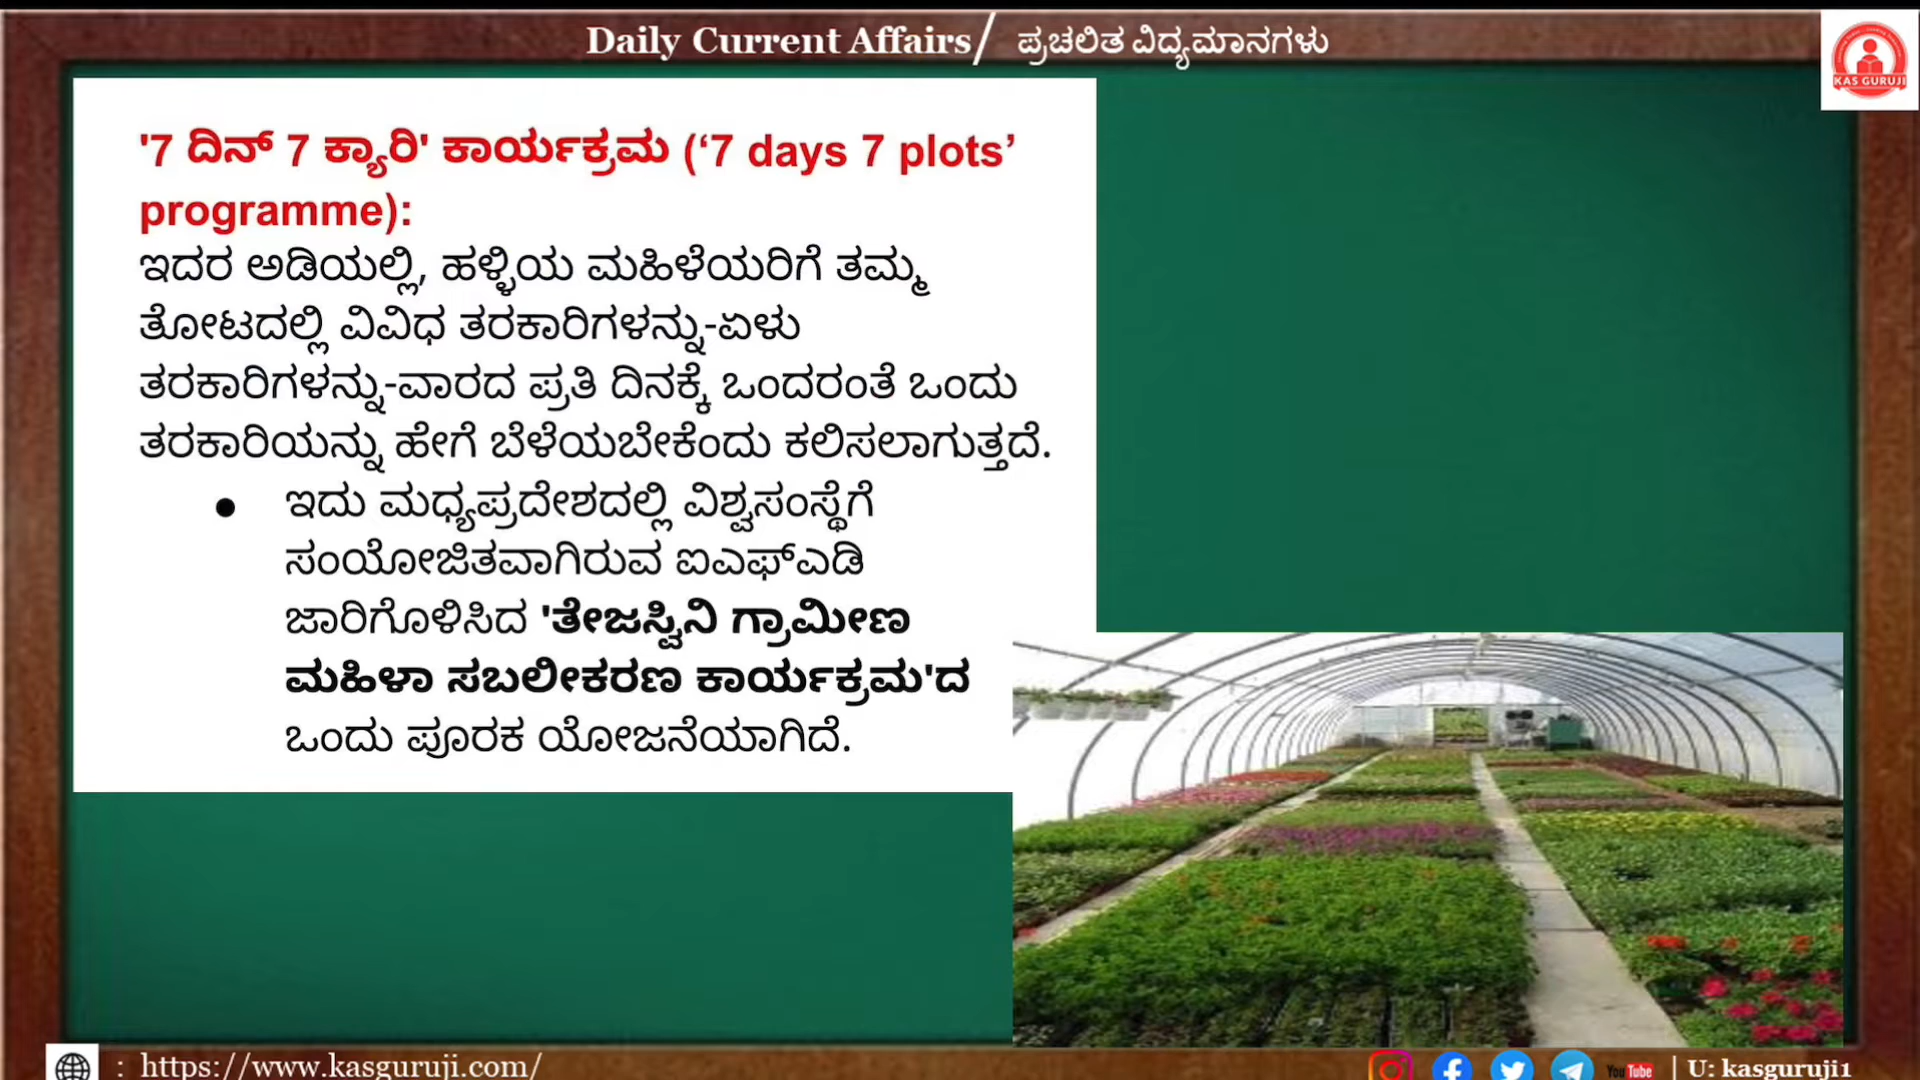 Daily Current Affairs/ ಪ್ರಚಲಿತ ವಿದ್ಯಮಾನಗಳು
KAS GURUJI
'7 ದಿನ್ 7 ಕ್ಯಾರಿ' ಕಾರ್ಯಕ್ರಮ (‘7 days 7 plots’
programme):
ಇದರ ಅಡಿಯಲ್ಲಿ, ಹಳ್ಳಿಯ ಮಹಿಳೆಯರಿಗೆ ತಮ್ಮ
ತೋಟದಲ್ಲಿ ವಿವಿಧ ತರಕಾರಿಗಳನ್ನು-ಏಳು
ತರಕಾರಿಗಳನ್ನು-ವಾರದ ಪ್ರತಿ ದಿನಕ್ಕೆ ಒಂದರಂತೆ ಒಂದು
ತರಕಾರಿಯನ್ನು ಹೇಗೆ ಬೆಳೆಯಬೇಕೆಂದು ಕಲಿಸಲಾಗುತ್ತದೆ.
● ಇದು ಮಧ್ಯಪ್ರದೇಶದಲ್ಲಿ ವಿಶ್ವಸಂಸ್ಥೆಗೆ
ಸಂಯೋಜಿತವಾಗಿರುವ ಐಎಫ್ಎಡಿ
ಜಾರಿಗೊಳಿಸಿದ 'ತೇಜಸ್ವಿನಿ ಗ್ರಾಮೀಣ
ಮಹಿಳಾ ಸಬಲೀಕರಣ ಕಾರ್ಯಕ್ರಮ'ದ
ಒಂದು ಪೂರಕ ಯೋಜನೆಯಾಗಿದೆ.
: https://www.kasguruji.com/
YouTube | U: kasguruji1